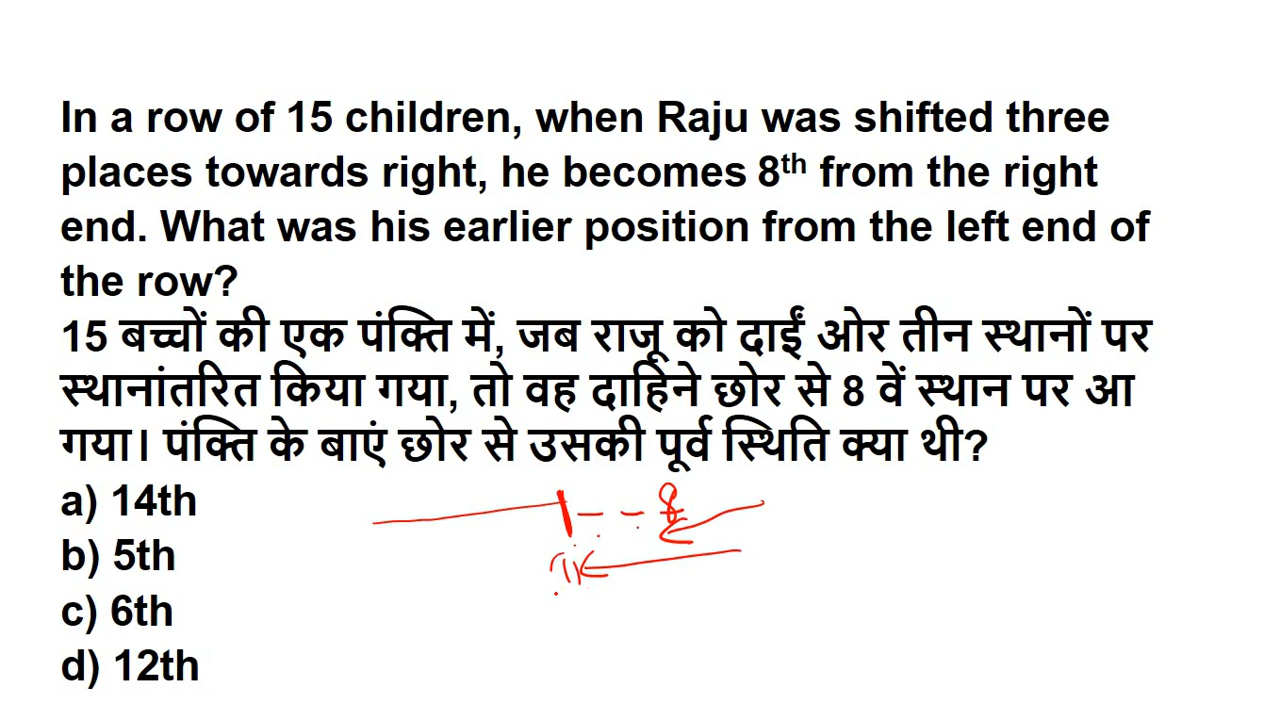 In a row of 15 children, when Raju was shifted three
places towards right, he becomes 8th from the right
end. What was his earlier position from the left end of
the row?
15 बच्चों की एक पंक्ति में, जब राजू को दाईं ओर तीन स्थानों पर
स्थानांतरित किया गया, तो वह दाहिने छोर से 8 वें स्थान पर आ
गया। पंक्ति के बाएं छोर से उसकी पूर्व स्थिति क्या थी?
a) 14th
8
b) 5th
11
c) 6th
d) 12th